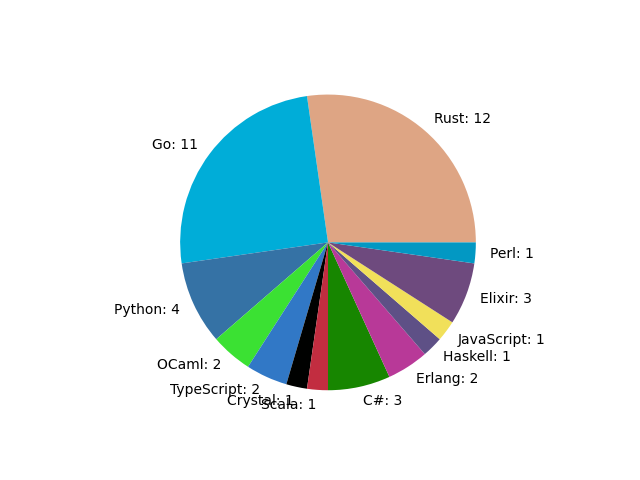 Rust: 12
Go: 11
Python: 4
OCaml: 2
TypeScript: 2
Crystal: 1
Scala: 1
C#: 3
Erlang: 2
Haskell: 1
JavaScript: 1
Elixir: 3
Perl: 1